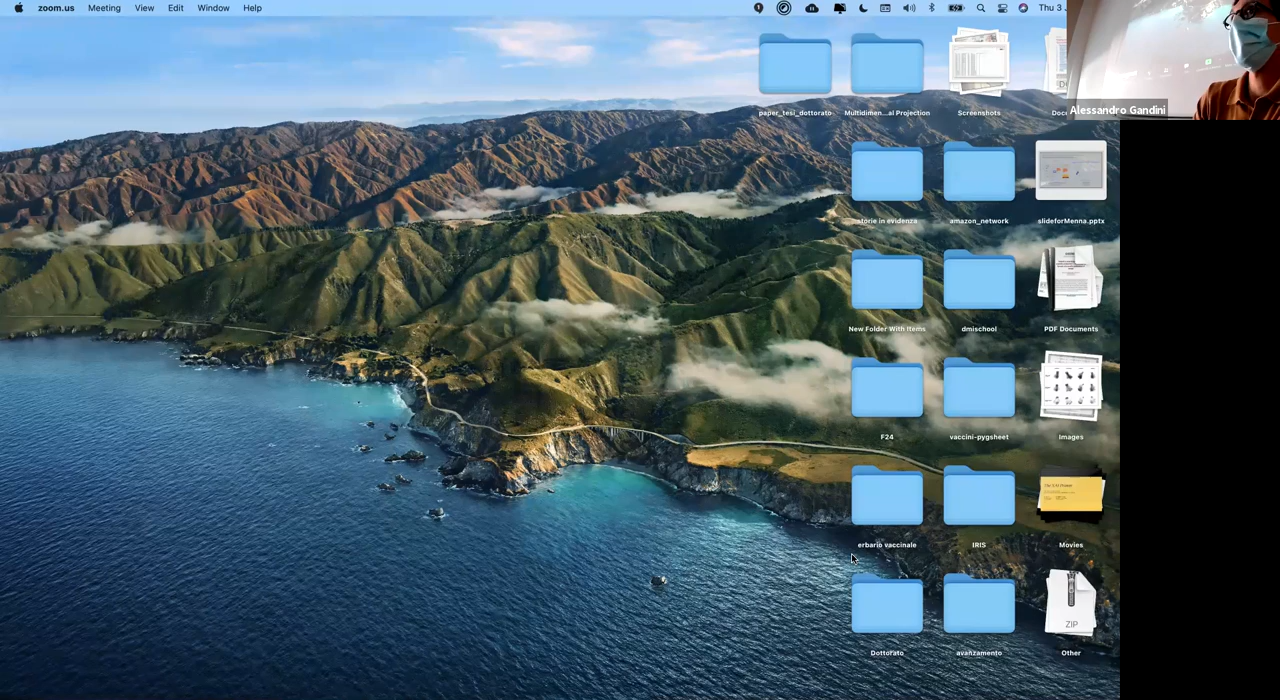 zoom.us Meeting View Edit Window Help Thu 3
Alessandro Gandini
paper_tesi_dottorato Multidimen...al Projection Screenshots
storie in evidenza amazon_network slideforMenna.pptx
New Folder With Items dmischool PDF Documents
F24 vaccini-pygsheet Images
erbario vaccinale IRIS Movies
ZIP
Dottorato avanzamento Other